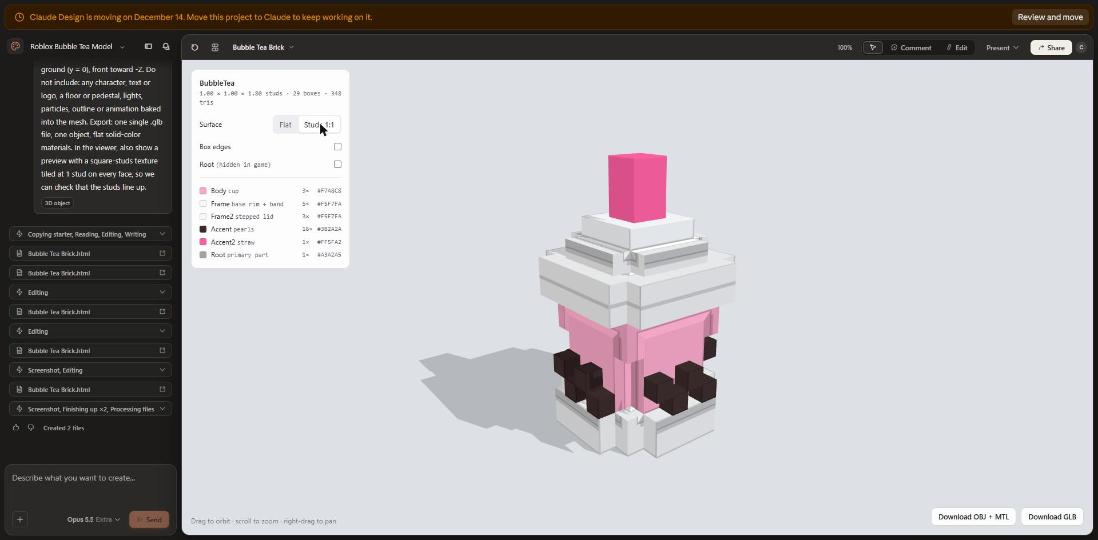 Claude Design is moving on December 14. Move this project to Claude to keep working on it.
Review and move
Roblox Bubble Tea Model
ground (y = 0), front toward -Z. Do
not include: any character, text or
logo, a floor or pedestal, lights,
particles, outline or animation baked
into the mesh. Export: one single .glb
file, one object, flat solid-color
materials. In the viewer, also show a
preview with a square-studs texture
tiled at 1 stud on every face, so we
can check that the studs line up.
3D object
Copying starter, Reading, Editing, Writing
Bubble Tea Brick.html
Bubble Tea Brick.html
Editing
Bubble Tea Brick.html
Editing
Bubble Tea Brick.html
Screenshot, Editing
Bubble Tea Brick.html
Screenshot, Finishing up ×2, Processing files
Created 2 files
Describe what you want to create...
Opus 5.5 Extra
Send
Bubble Tea Brick
100%
Comment
Edit
Present
Share
C
BubbleTea
1.00 × 1.00 × 1.80 studs · 29 boxes · 348
tris
Surface
Flat
Studs 1:1
Box edges
Root (hidden in game)
Body cup 3× #F7A8C8
Frame base rim + band 5× #F5F7FA
Frame2 stepped lid 3× #F5F7FA
Accent pearls 16× #3B2A2A
Accent2 straw 1× #FF5FA2
Root primary part 1× #A3A2A5
Drag to orbit · scroll to zoom · right-drag to pan
Download OBJ + MTL
Download GLB